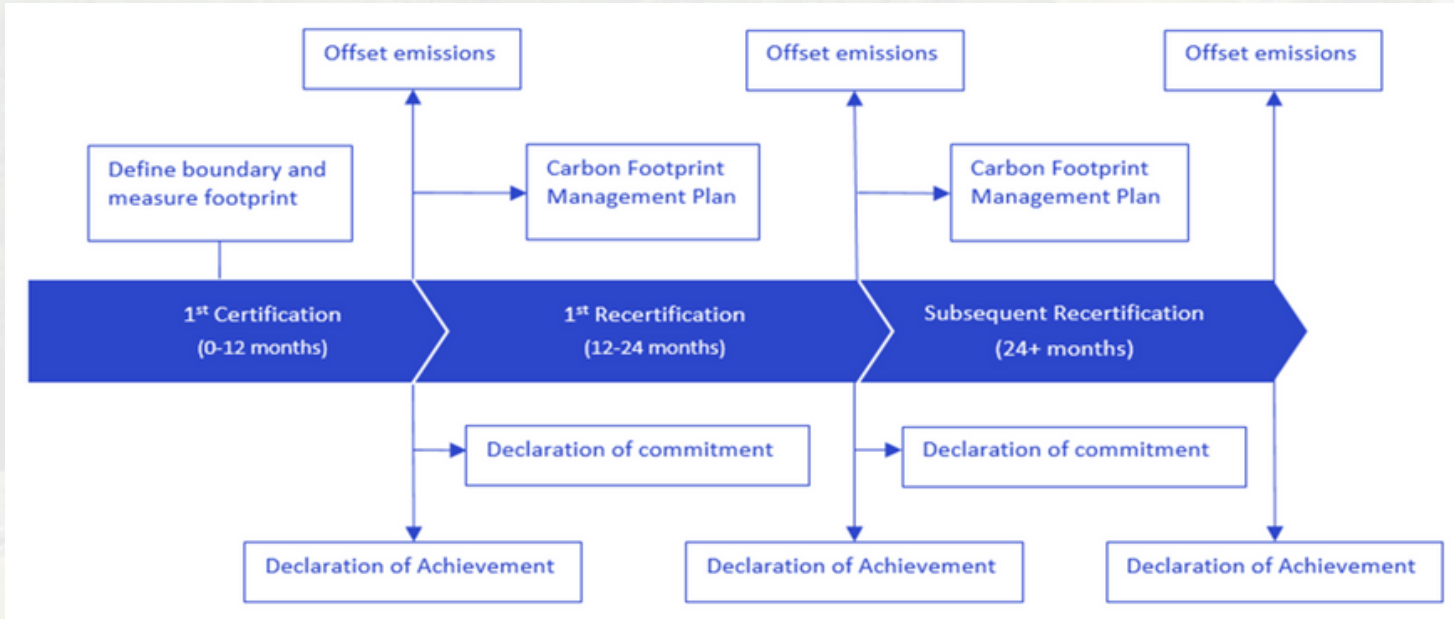 Offset emissions
Offset emissions
Offset emissions
Define boundary and
measure footprint
Carbon Footprint
Management Plan
Carbon Footprint
Management Plan
1st Certification
(0-12 months)
1st Recertification
(12-24 months)
Subsequent Recertification
(24+ months)
Declaration of commitment
Declaration of commitment
Declaration of Achievement
Declaration of Achievement
Declaration of Achievement